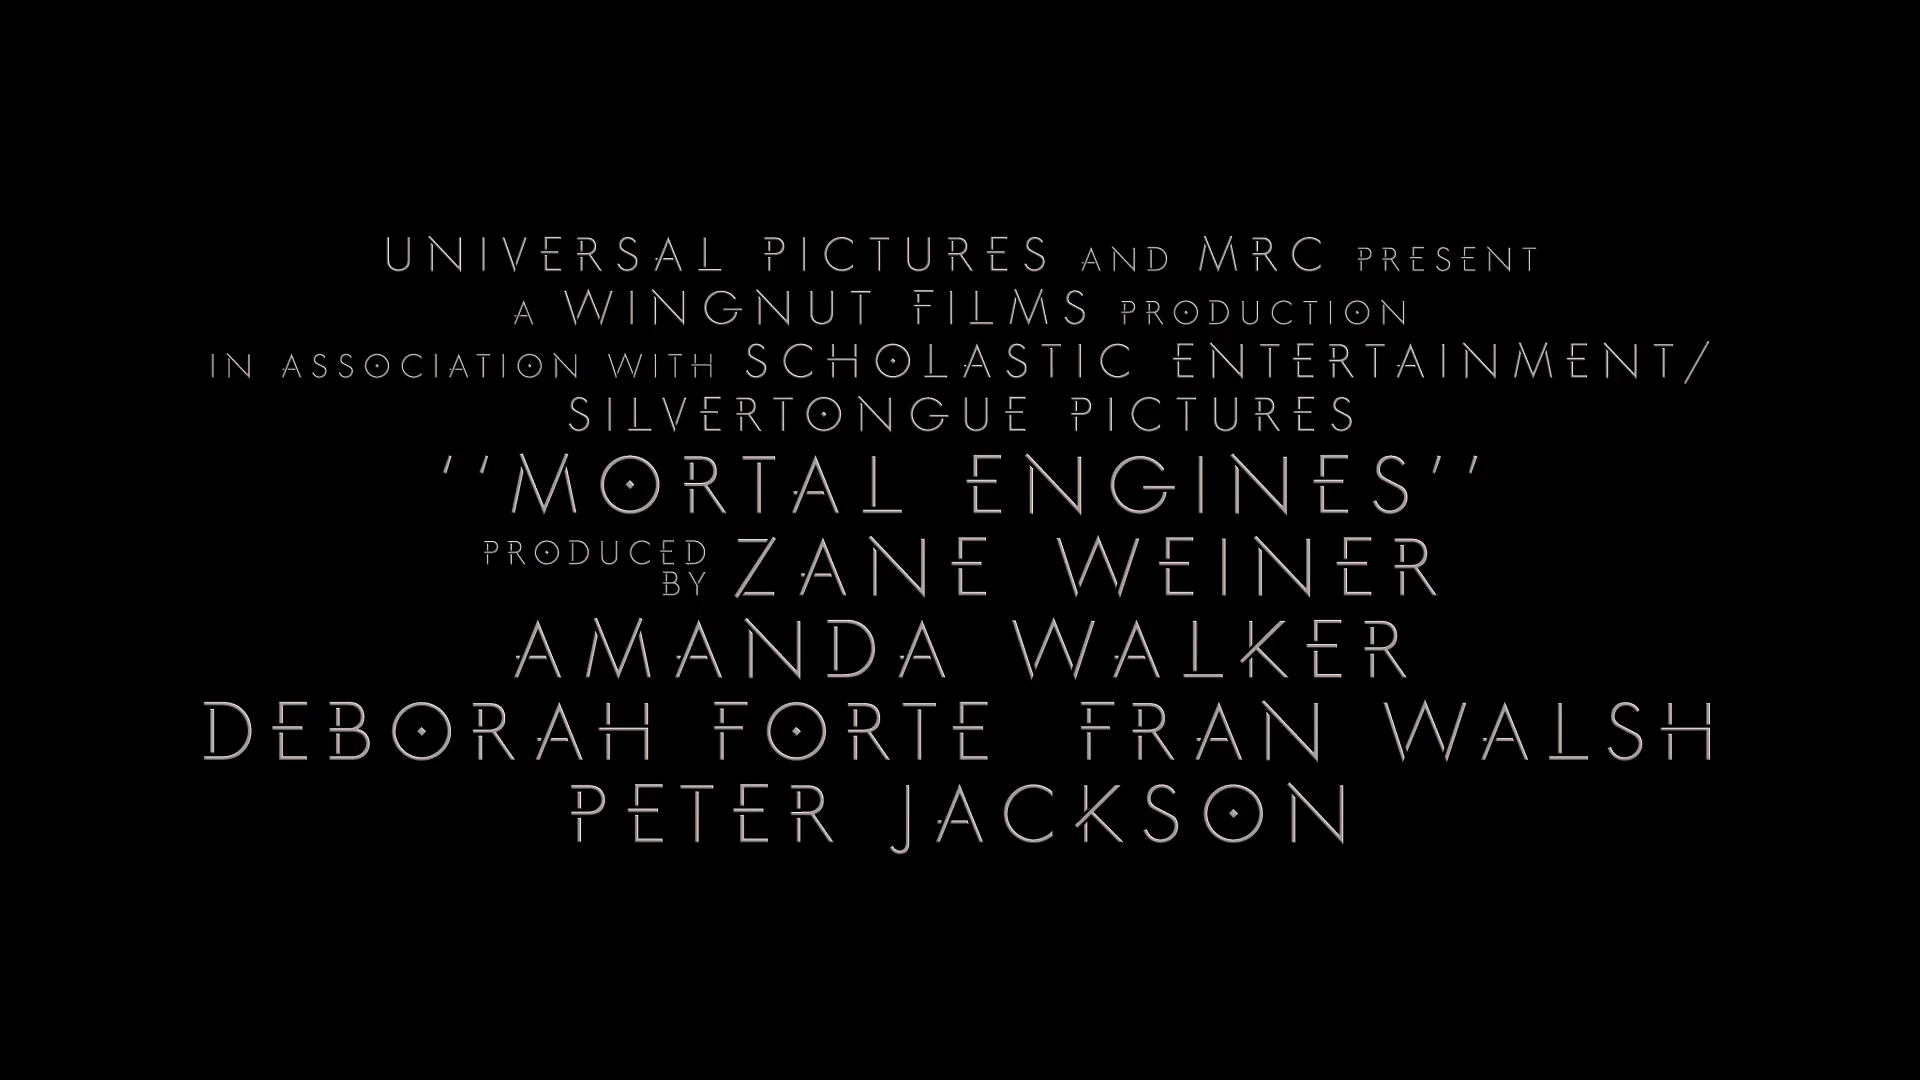 UNIVERSAL PICTURES AND MRC PRESENT
A WINGNUT FILMS PRODUCTION
IN ASSOCIATION WITH SCHOLASTIC ENTERTAINMENT/
SILVERTONGUE PICTURES
''MORTAL ENGINES''
PRODUCED BY ZANE WEINER
AMANDA WALKER
DEBORAH FORTE FRAN WALSH
PETER JACKSON